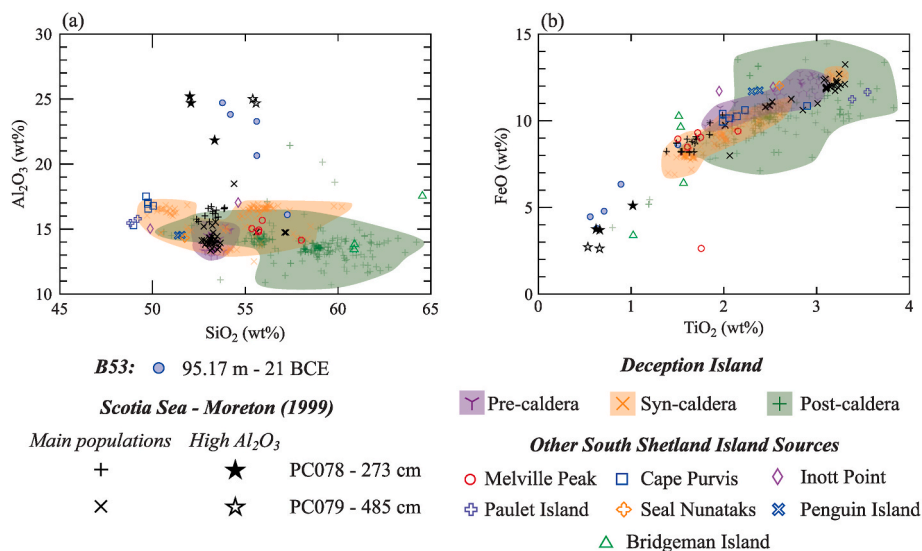 (a)
(b)
30
25
20
15
10
Al2O3 (wt%)
45
50
55
60
65
SiO2 (wt%)
15
10
5
0
FeO (wt%)
0
1
2
3
4
TiO2 (wt%)
B53: 95.17 m - 21 BCE
Scotia Sea - Moreton (1999)
Main populations High Al2O3
PC078 - 273 cm
PC079 - 485 cm
Deception Island
Pre-caldera Syn-caldera Post-caldera
Other South Shetland Island Sources
Melville Peak Cape Purvis Inott Point
Paulet Island Seal Nunataks Penguin Island
Bridgeman Island